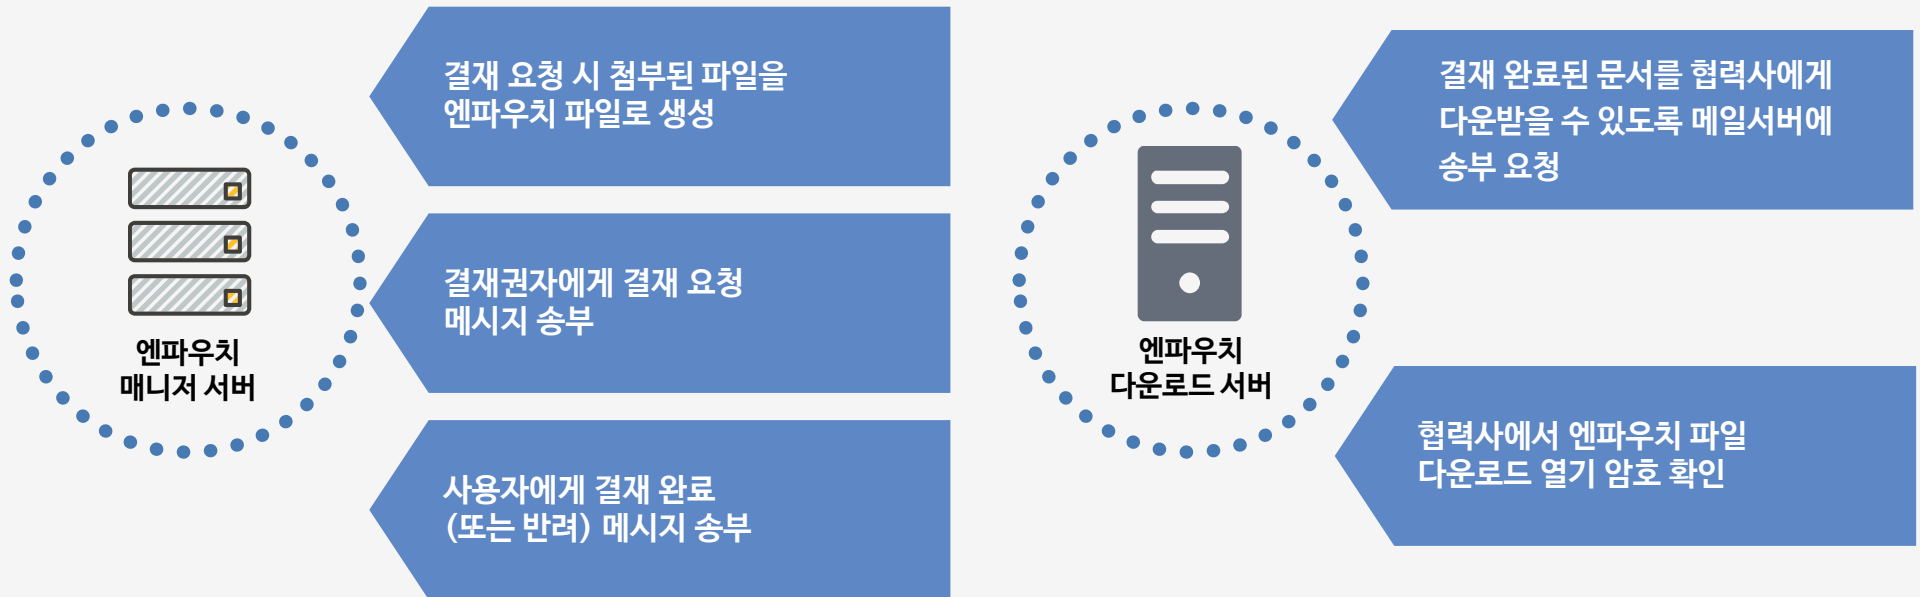 결재 요청 시 첨부된 파일을
엔파우치 파일로 생성
결재권자에게 결재 요청
메시지 송부
사용자에게 결재 완료
(또는 반려) 메시지 송부
엔파우치
매니저 서버
결재 완료된 문서를 협력사에게
다운받을 수 있도록 메일서버에
송부 요청
협력사에서 엔파우치 파일
다운로드 열기 암호 확인
엔파우치
다운로드 서버